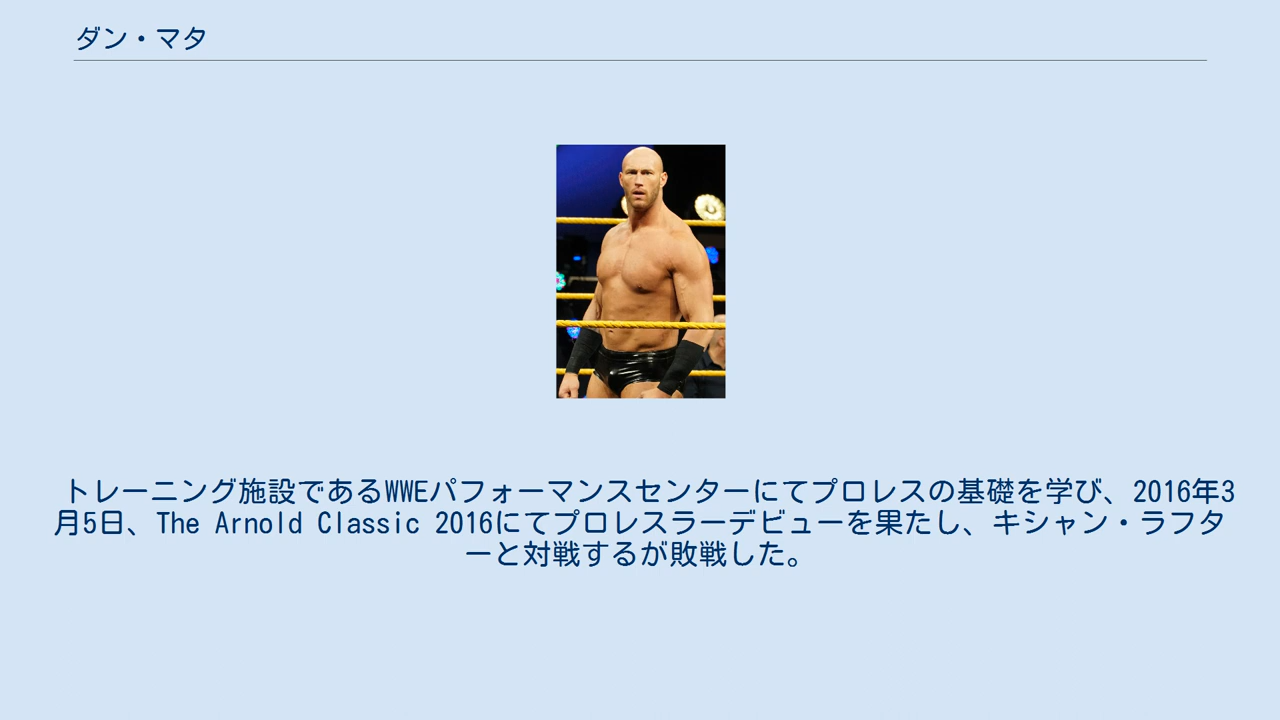 ダン・マタ
トレーニング施設であるWWEパフォーマンスセンターにてプロレスの基礎を学び、2016年3
月5日、The Arnold Classic 2016にてプロレスラーデビューを果たし、キシャン・ラフタ
ーと対戦するが敗戦した。